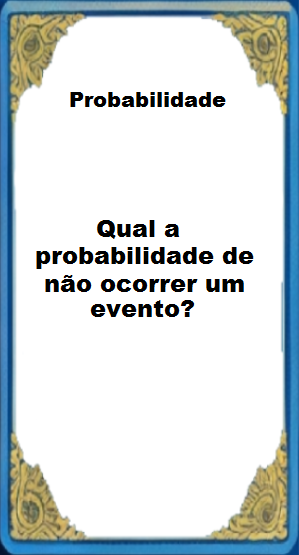 Probabilidade
Qual a
probabilidade de
não ocorrer um
evento?